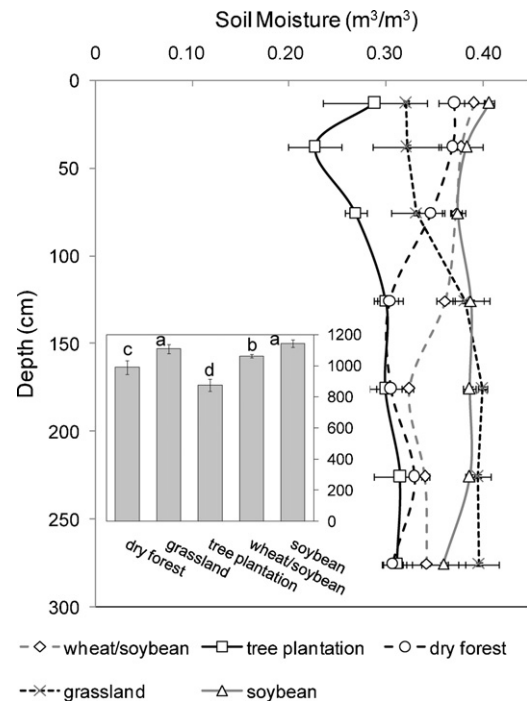 Soil Moisture (m³/m³)
0 0.10 0.20 0.30 0.40
0
50
100
150
200
250
300
Depth (cm)
c a d b a
1200
1000
800
600
400
200
0
dry forest
grassland
tree plantation
wheat/soybean
soybean
wheat/soybean tree plantation dry forest
grassland soybean